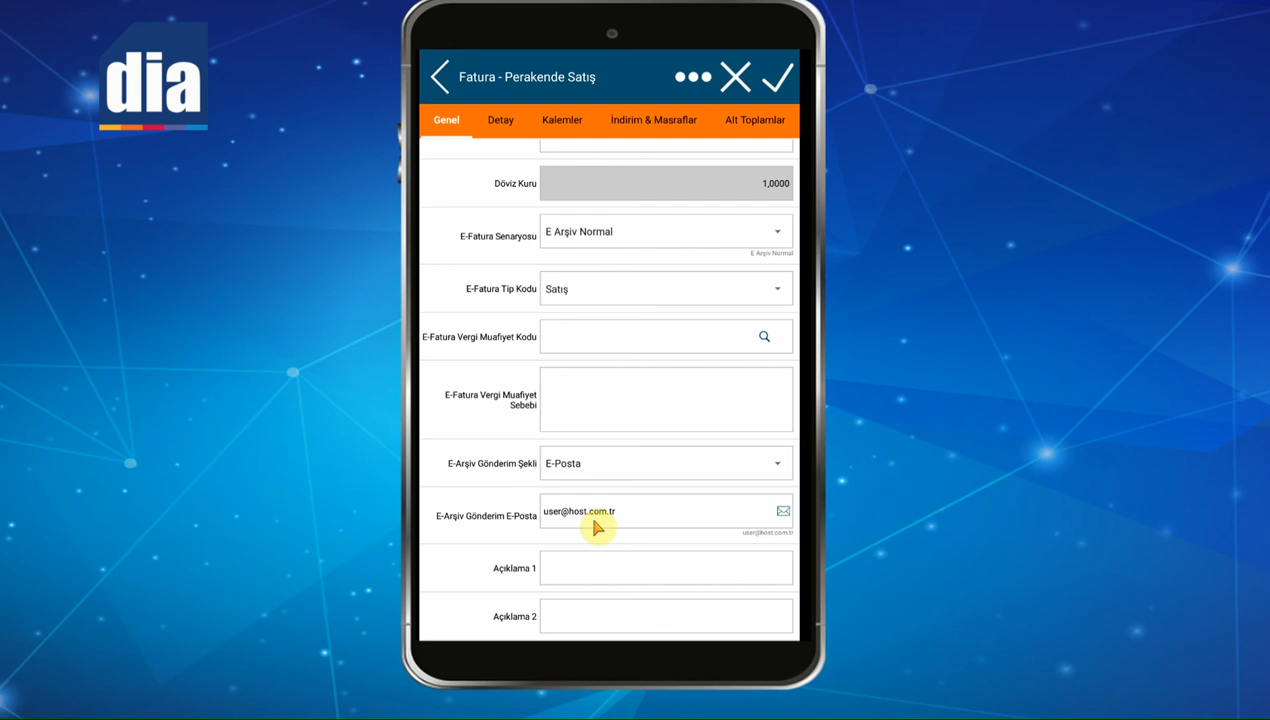 dia
Fatura - Perakende Satış
Genel Detay Kalemler İndirim & Masraflar Alt Toplamlar
Döviz Kuru 1,0000
E-Fatura Senaryosu E Arşiv Normal
E Arşiv Normal
E-Fatura Tip Kodu Satış
E-Fatura Vergi Muafiyet Kodu
E-Fatura Vergi Muafiyet
Sebebi
E-Arşiv Gönderim Şekli E-Posta
E-Arşiv Gönderim E-Posta user@host.com.tr
user@host.com.tr
Açıklama 1
Açıklama 2